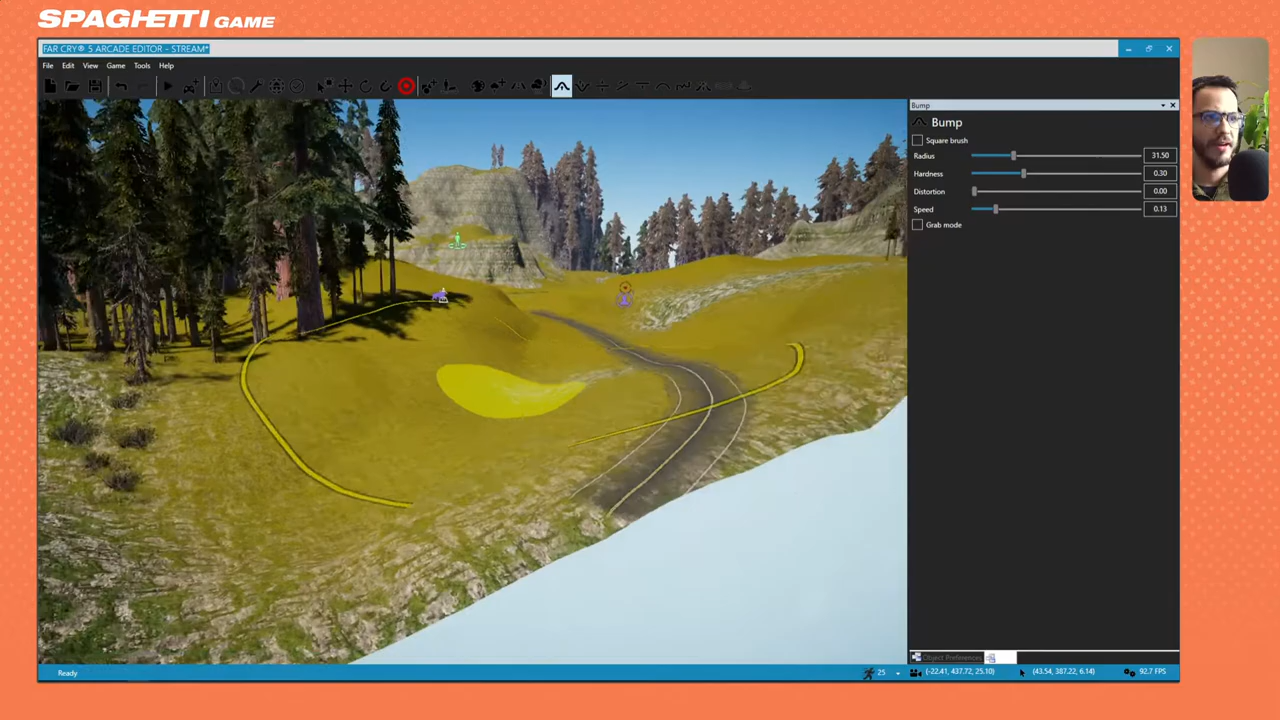 SPAGHETTI GAME
FAR CRY® 5 ARCADE EDITOR - STREAM*
File Edit View Game Tools Help
Bump
Bump
Square brush
Radius 31.50
Hardness 0.30
Distortion 0.00
Speed 0.13
Grab mode
Object Preferences
Ready 25 (-22.41, 437.72, 25.10) (43.54, 387.22, 6.14) 92.7 FPS